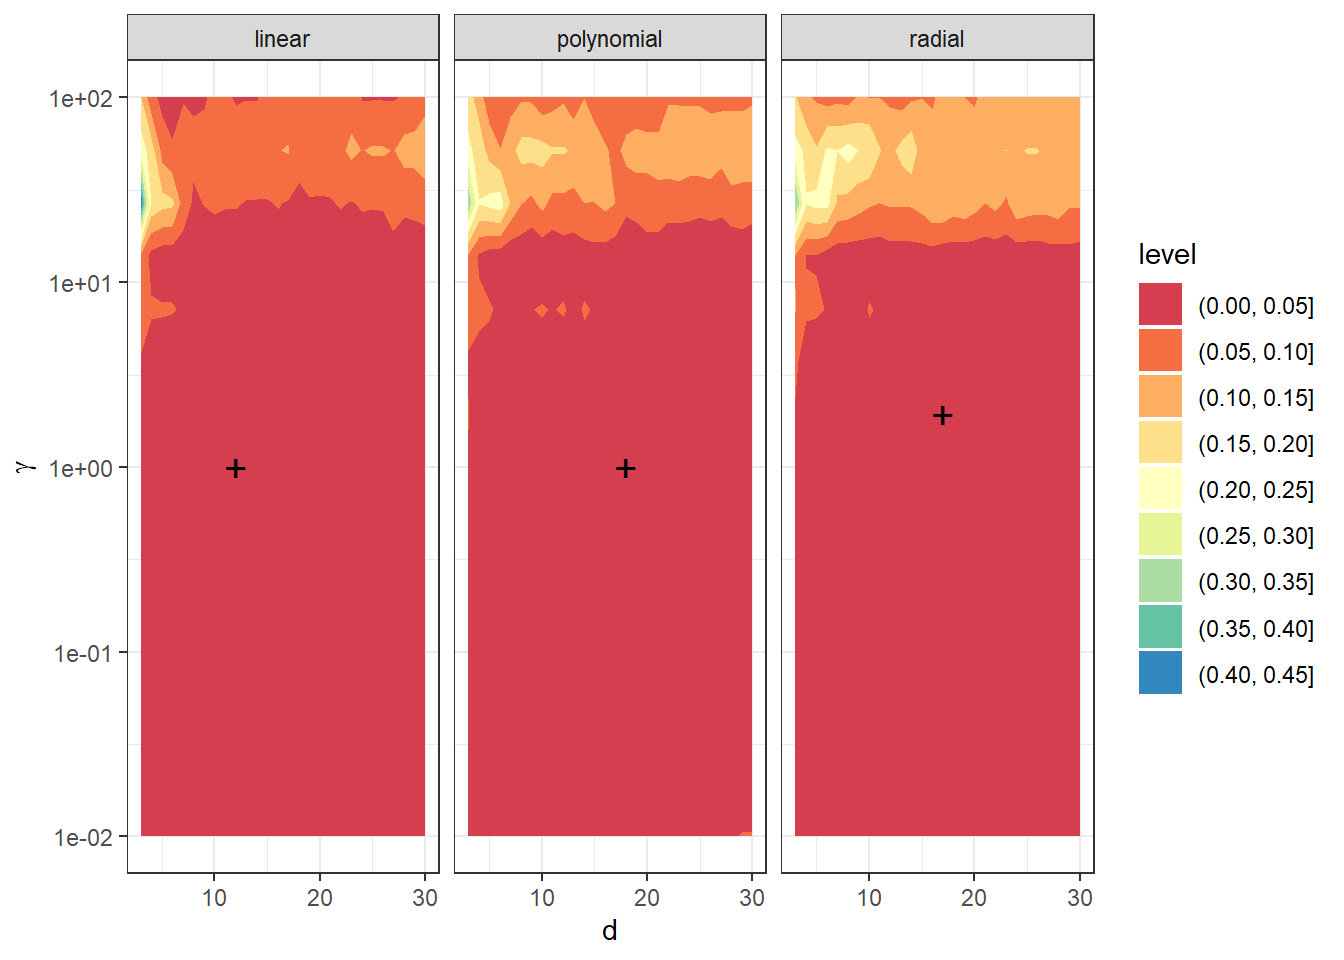 linear
polynomial
radial
1e+02
1e+01
1e+00
1e-01
1e-02
γ
10 20 30
10 20 30
10 20 30
d
level
(0.00, 0.05]
(0.05, 0.10]
(0.10, 0.15]
(0.15, 0.20]
(0.20, 0.25]
(0.25, 0.30]
(0.30, 0.35]
(0.35, 0.40]
(0.40, 0.45]